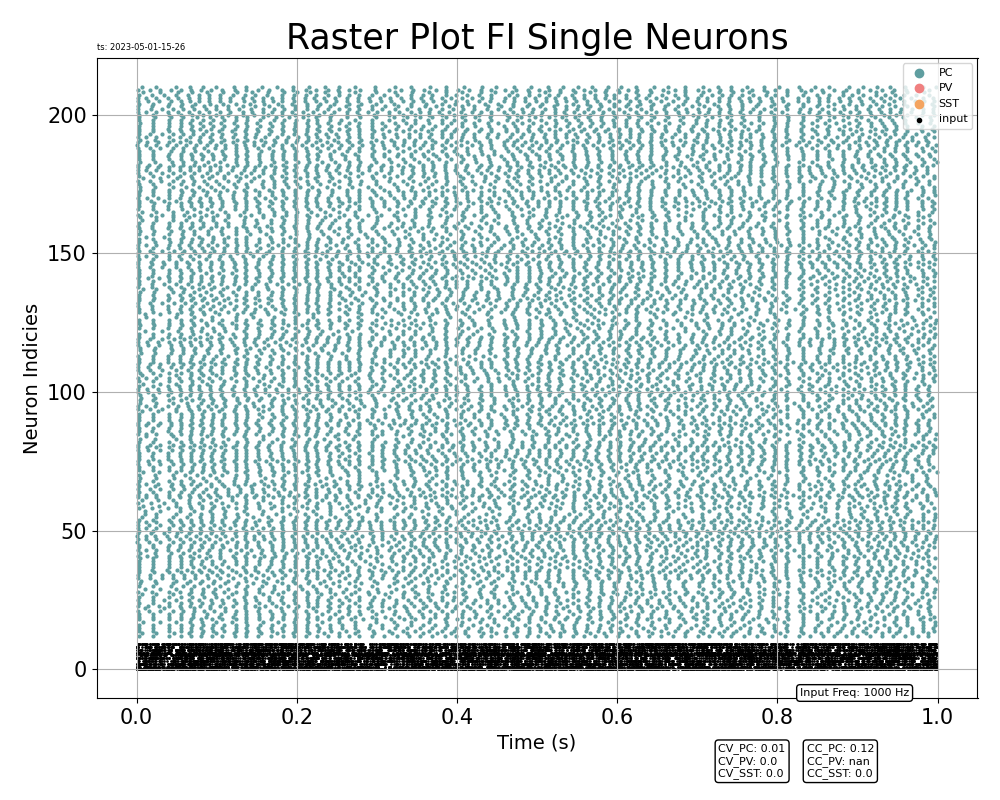 Raster Plot FI Single Neurons
ts: 2023-05-01-15-26
PC
PV
SST
input
200
150
100
50
0
Neuron Indicies
Input Freq: 1000 Hz
0.0 0.2 0.4 0.6 0.8 1.0
Time (s)
CV_PC: 0.01
CV_PV: 0.0
CV_SST: 0.0
CC_PC: 0.12
CC_PV: nan
CC_SST: 0.0